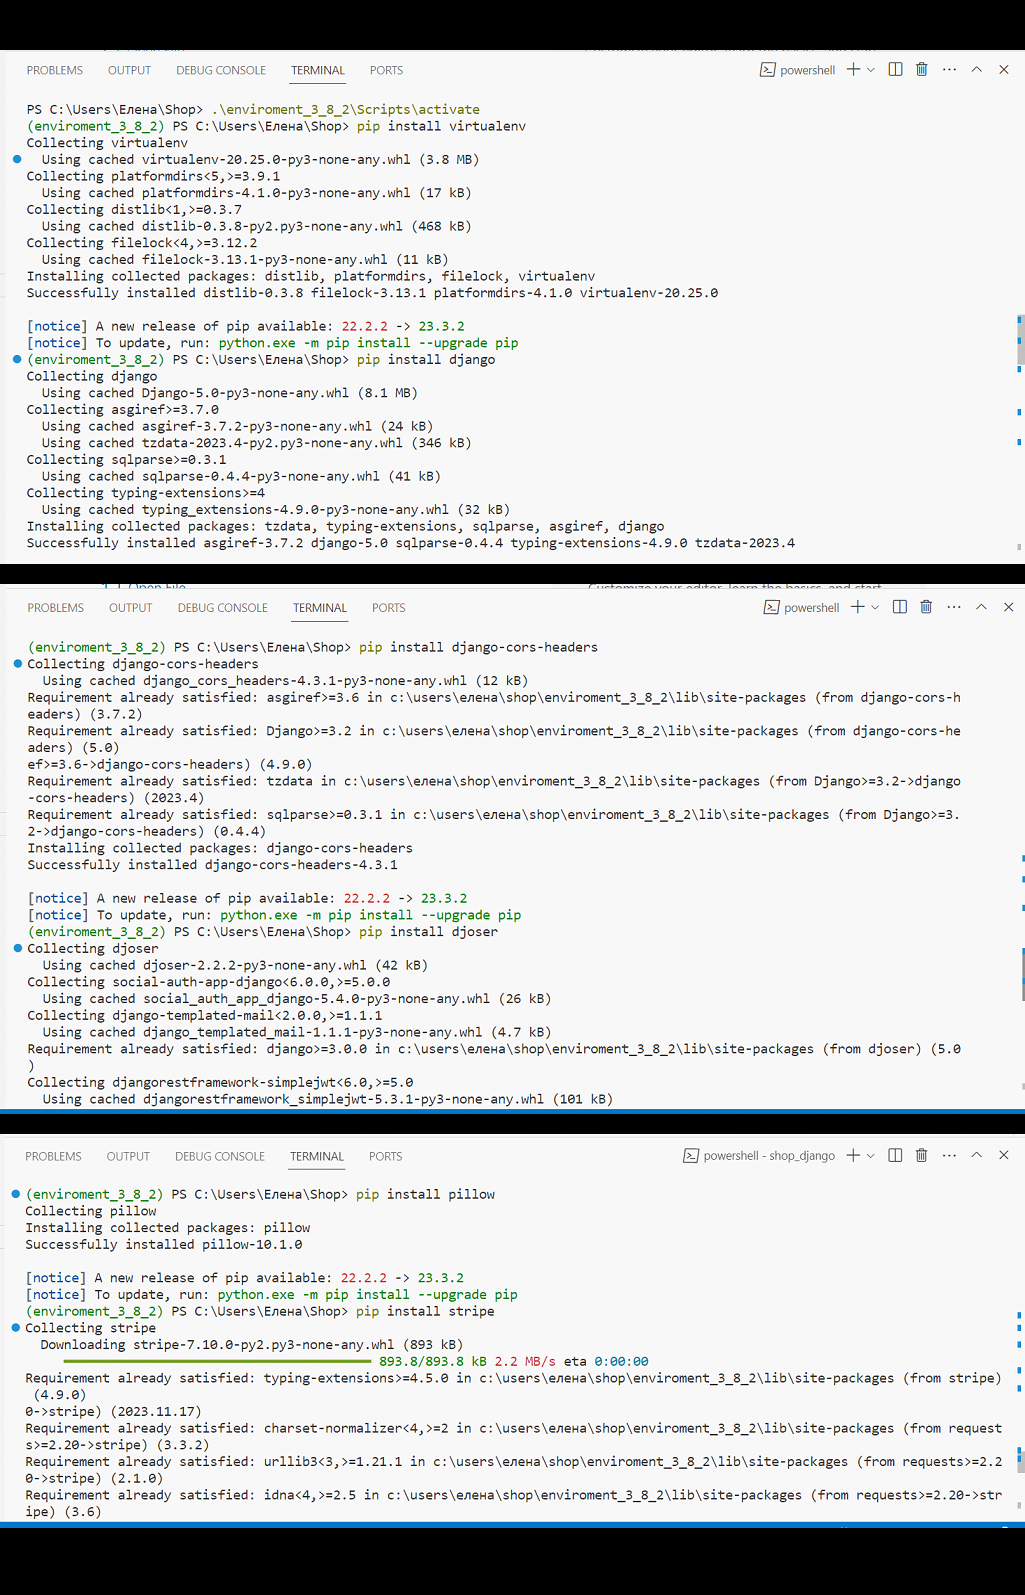 PROBLEMS OUTPUT DEBUG CONSOLE TERMINAL PORTS powershell
PS C:\Users\Елена\Shop> .\enviroment_3_8_2\Scripts\activate
(enviroment_3_8_2) PS C:\Users\Елена\Shop> pip install virtualenv
Collecting virtualenv
Using cached virtualenv-20.25.0-py3-none-any.whl (3.8 MB)
Collecting platformdirs<5,>=3.9.1
Using cached platformdirs-4.1.0-py3-none-any.whl (17 kB)
Collecting distlib<1,>=0.3.7
Using cached distlib-0.3.8-py2.py3-none-any.whl (468 kB)
Collecting filelock<4,>=3.12.2
Using cached filelock-3.13.1-py3-none-any.whl (11 kB)
Installing collected packages: distlib, platformdirs, filelock, virtualenv
Successfully installed distlib-0.3.8 filelock-3.13.1 platformdirs-4.1.0 virtualenv-20.25.0
[notice] A new release of pip available: 22.2.2 -> 23.3.2
[notice] To update, run: python.exe -m pip install --upgrade pip
(enviroment_3_8_2) PS C:\Users\Елена\Shop> pip install django
Collecting django
Using cached Django-5.0-py3-none-any.whl (8.1 MB)
Collecting asgiref>=3.7.0
Using cached asgiref-3.7.2-py3-none-any.whl (24 kB)
Using cached tzdata-2023.4-py2.py3-none-any.whl (346 kB)
Collecting sqlparse>=0.3.1
Using cached sqlparse-0.4.4-py3-none-any.whl (41 kB)
Collecting typing-extensions>=4
Using cached typing_extensions-4.9.0-py3-none-any.whl (32 kB)
Installing collected packages: tzdata, typing-extensions, sqlparse, asgiref, django
Successfully installed asgiref-3.7.2 django-5.0 sqlparse-0.4.4 typing-extensions-4.9.0 tzdata-2023.4
Open File Customize your editor, learn the basics, and start
PROBLEMS OUTPUT DEBUG CONSOLE TERMINAL PORTS powershell
(enviroment_3_8_2) PS C:\Users\Елена\Shop> pip install django-cors-headers
Collecting django-cors-headers
Using cached django_cors_headers-4.3.1-py3-none-any.whl (12 kB)
Requirement already satisfied: asgiref>=3.6 in c:\users\елена\shop\enviroment_3_8_2\lib\site-packages (from django-cors-h
eaders) (3.7.2)
Requirement already satisfied: Django>=3.2 in c:\users\елена\shop\enviroment_3_8_2\lib\site-packages (from django-cors-he
aders) (5.0)
ef>=3.6->django-cors-headers) (4.9.0)
Requirement already satisfied: tzdata in c:\users\елена\shop\enviroment_3_8_2\lib\site-packages (from Django>=3.2->django
-cors-headers) (2023.4)
Requirement already satisfied: sqlparse>=0.3.1 in c:\users\елена\shop\enviroment_3_8_2\lib\site-packages (from Django>=3.
2->django-cors-headers) (0.4.4)
Installing collected packages: django-cors-headers
Successfully installed django-cors-headers-4.3.1
[notice] A new release of pip available: 22.2.2 -> 23.3.2
[notice] To update, run: python.exe -m pip install --upgrade pip
(enviroment_3_8_2) PS C:\Users\Елена\Shop> pip install djoser
Collecting djoser
Using cached djoser-2.2.2-py3-none-any.whl (42 kB)
Collecting social-auth-app-django<6.0.0,>=5.0.0
Using cached social_auth_app_django-5.4.0-py3-none-any.whl (26 kB)
Collecting django-templated-mail<2.0.0,>=1.1.1
Using cached django_templated_mail-1.1.1-py3-none-any.whl (4.7 kB)
Requirement already satisfied: django>=3.0.0 in c:\users\елена\shop\enviroment_3_8_2\lib\site-packages (from djoser) (5.0
)
Collecting djangorestframework-simplejwt<6.0,>=5.0
Using cached djangorestframework_simplejwt-5.3.1-py3-none-any.whl (101 kB)
PROBLEMS OUTPUT DEBUG CONSOLE TERMINAL PORTS powershell - shop_django
(enviroment_3_8_2) PS C:\Users\Елена\Shop> pip install pillow
Collecting pillow
Installing collected packages: pillow
Successfully installed pillow-10.1.0
[notice] A new release of pip available: 22.2.2 -> 23.3.2
[notice] To update, run: python.exe -m pip install --upgrade pip
(enviroment_3_8_2) PS C:\Users\Елена\Shop> pip install stripe
Collecting stripe
Downloading stripe-7.10.0-py2.py3-none-any.whl (893 kB)
893.8/893.8 kB 2.2 MB/s eta 0:00:00
Requirement already satisfied: typing-extensions>=4.5.0 in c:\users\елена\shop\enviroment_3_8_2\lib\site-packages (from stripe)
(4.9.0)
0->stripe) (2023.11.17)
Requirement already satisfied: charset-normalizer<4,>=2 in c:\users\елена\shop\enviroment_3_8_2\lib\site-packages (from request
s>=2.20->stripe) (3.3.2)
Requirement already satisfied: urllib3<3,>=1.21.1 in c:\users\елена\shop\enviroment_3_8_2\lib\site-packages (from requests>=2.2
0->stripe) (2.1.0)
Requirement already satisfied: idna<4,>=2.5 in c:\users\елена\shop\enviroment_3_8_2\lib\site-packages (from requests>=2.20->str
ipe) (3.6)